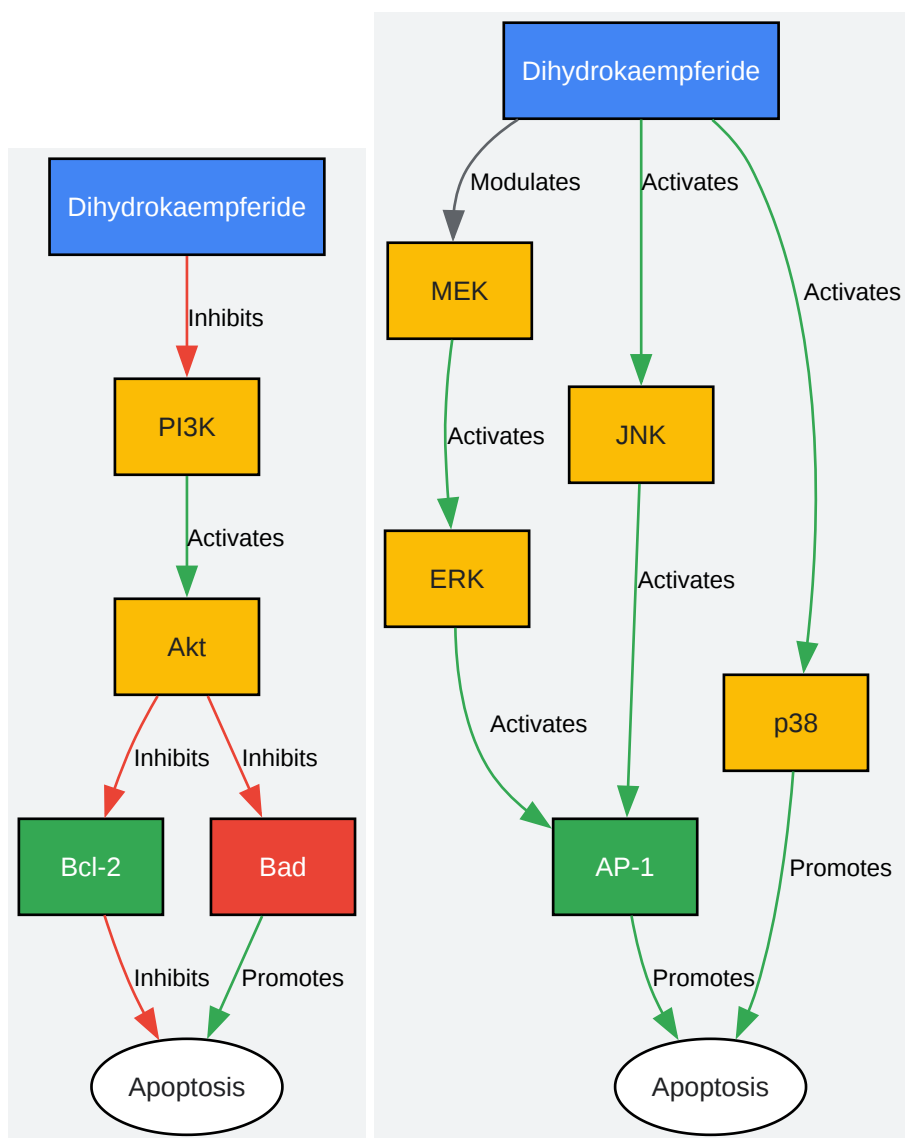 Dihydrokaempferide
Inhibits
PI3K
Activates
Akt
Inhibits
Inhibits
Bcl-2
Bad
Inhibits
Promotes
Apoptosis
Dihydrokaempferide
Modulates
Activates
Activates
MEK
Activates
JNK
ERK
Activates
Activates
p38
AP-1
Promotes
Promotes
Apoptosis